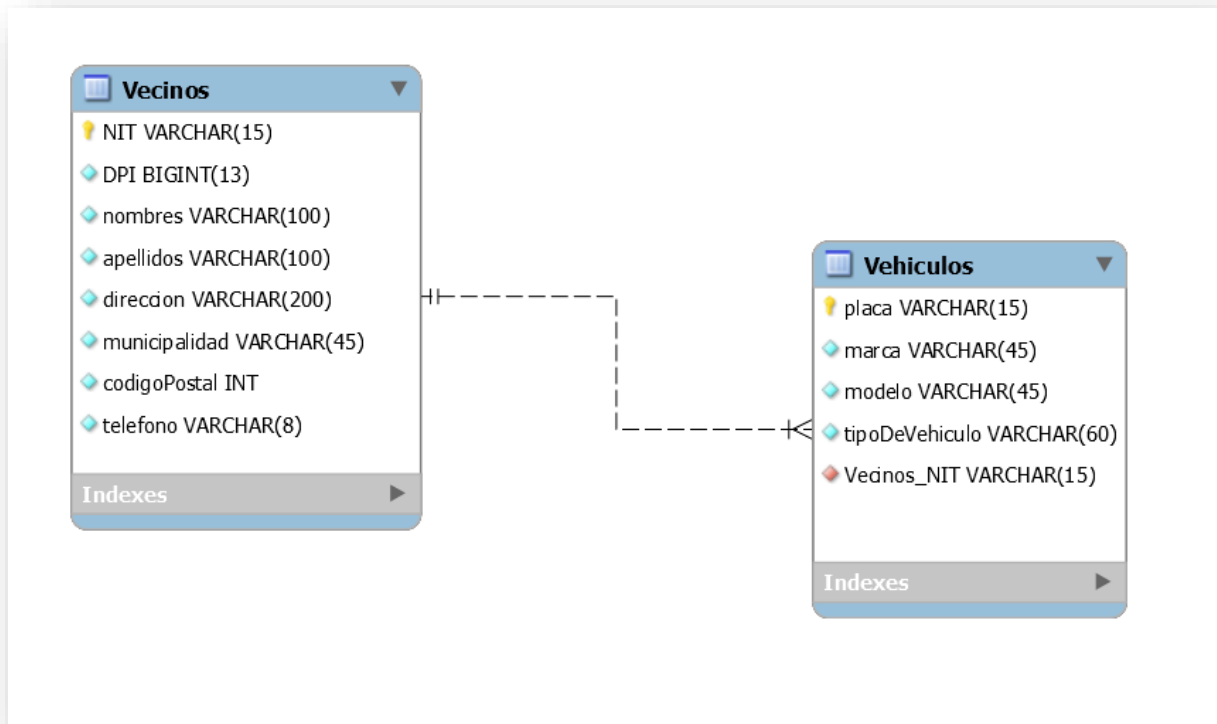 Vecinos
NIT VARCHAR(15)
DPI BIGINT(13)
nombres VARCHAR(100)
apellidos VARCHAR(100)
direccion VARCHAR(200)
municipalidad VARCHAR(45)
codigoPostal INT
telefono VARCHAR(8)
Indexes
Vehiculos
placa VARCHAR(15)
marca VARCHAR(45)
modelo VARCHAR(45)
tipoDeVehiculo VARCHAR(60)
Vecinos_NIT VARCHAR(15)
Indexes